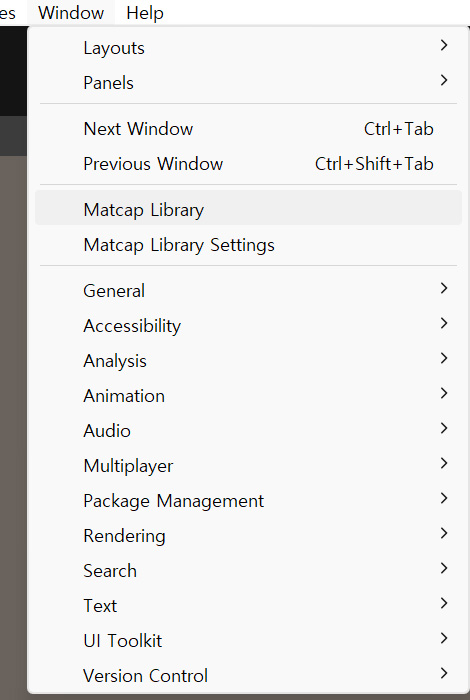 es Window Help
Layouts
Panels
Next Window Ctrl+Tab
Previous Window Ctrl+Shift+Tab
Matcap Library
Matcap Library Settings
General
Accessibility
Analysis
Animation
Audio
Multiplayer
Package Management
Rendering
Search
Text
UI Toolkit
Version Control